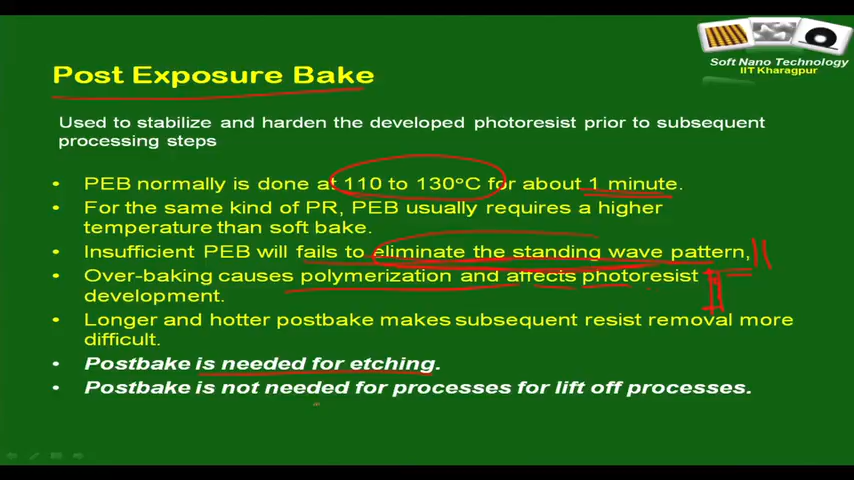 Soft Nano Technology
IIT Kharagpur
Post Exposure Bake
Used to stabilize and harden the developed photoresist prior to subsequent
processing steps
• PEB normally is done at 110 to 130°C for about 1 minute.
• For the same kind of PR, PEB usually requires a higher
temperature than soft bake.
• Insufficient PEB will fails to eliminate the standing wave pattern,
• Over-baking causes polymerization and affects photoresist
development.
• Longer and hotter postbake makes subsequent resist removal more
difficult.
• Postbake is needed for etching.
• Postbake is not needed for processes for lift off processes.